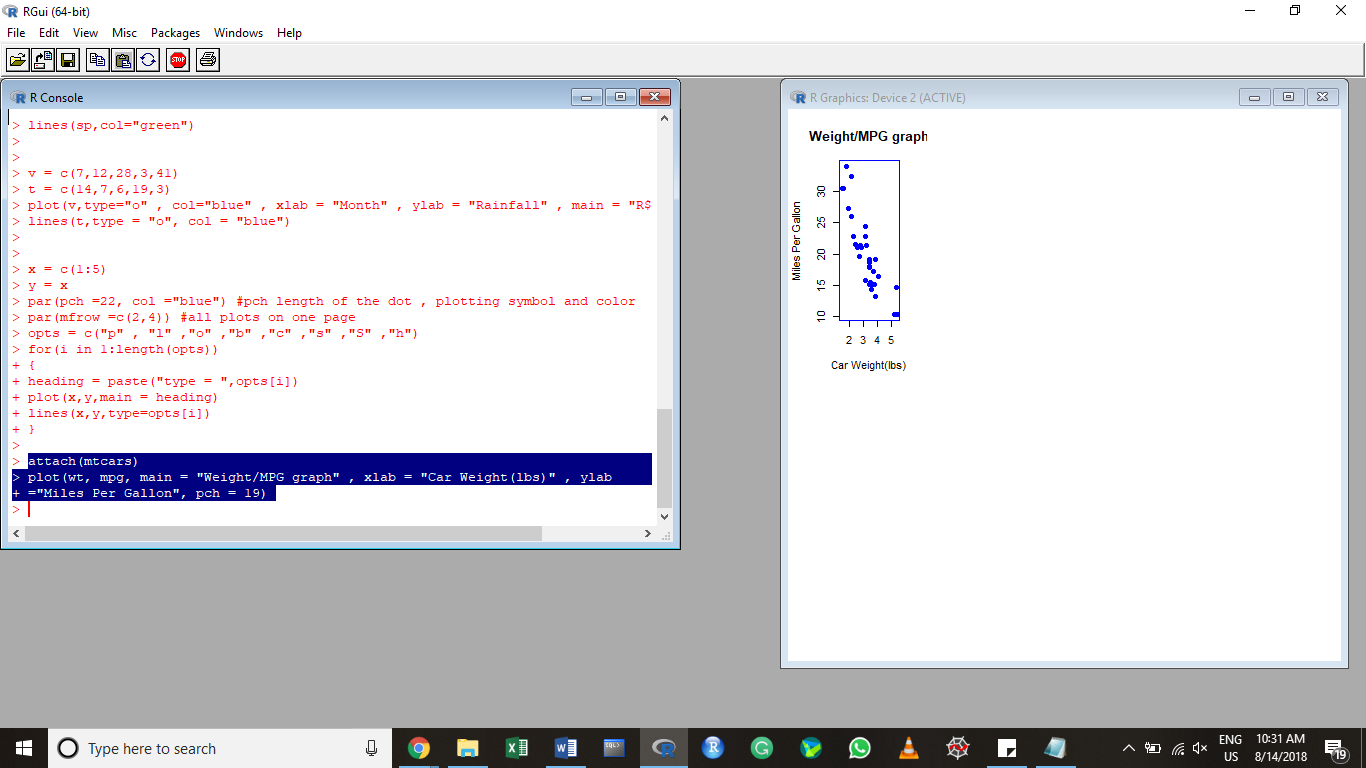 RGui (64-bit)
File Edit View Misc Packages Windows Help
STOP
R Console
> lines(sp,col="green")
>
>
> v = c(7,12,28,3,41)
> t = c(14,7,6,19,3)
> plot(v,type="o" , col="blue" , xlab = "Month" , ylab = "Rainfall" , main = "R$
> lines(t,type = "o", col = "blue")
>
>
> x = c(1:5)
> y = x
> par(pch =22, col ="blue") #pch length of the dot , plotting symbol and color
> par(mfrow =c(2,4)) #all plots on one page
> opts = c("p" , "l" ,"o" ,"b" ,"c" ,"s" ,"S" ,"h")
> for(i in 1:length(opts))
+ {
+ heading = paste("type = ",opts[i])
+ plot(x,y,main = heading)
+ lines(x,y,type=opts[i])
+ }
>
> attach(mtcars)
> plot(wt, mpg, main = "Weight/MPG graph" , xlab = "Car Weight(lbs)" , ylab
+ ="Miles Per Gallon", pch = 19)
>
R Graphics: Device 2 (ACTIVE)
Weight/MPG graph
Miles Per Gallon
30
25
20
15
10
2 3 4 5
Car Weight(lbs)
Type here to search
ENG
US
10:31 AM
8/14/2018
19